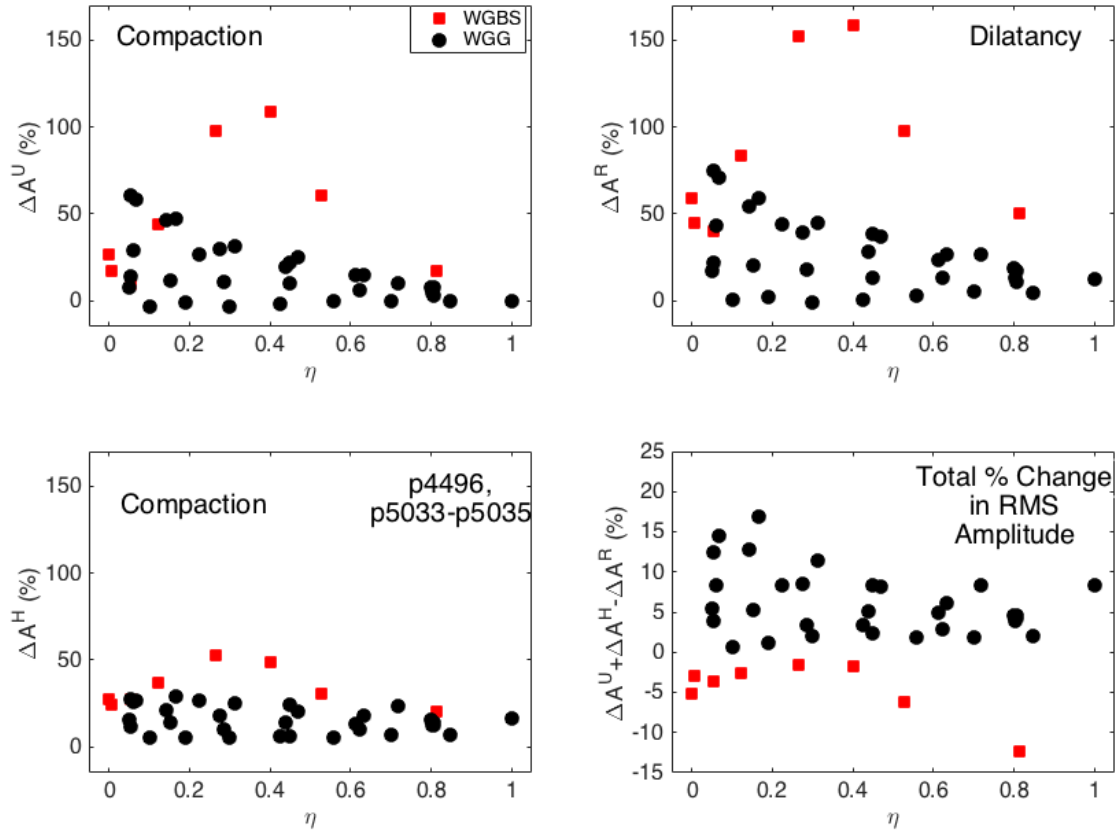 Compaction
WGBS
WGG
150
100
50
0
ΔA^U (%)
0 0.2 0.4 0.6 0.8 1
η
Dilatancy
150
100
50
0
ΔA^R (%)
0 0.2 0.4 0.6 0.8 1
η
Compaction
p4496,
p5033-p5035
150
100
50
0
ΔA^H (%)
0 0.2 0.4 0.6 0.8 1
η
Total % Change
in RMS
Amplitude
25
20
15
10
5
0
-5
-10
-15
ΔA^U+ΔA^H-ΔA^R (%)
0 0.2 0.4 0.6 0.8 1
η